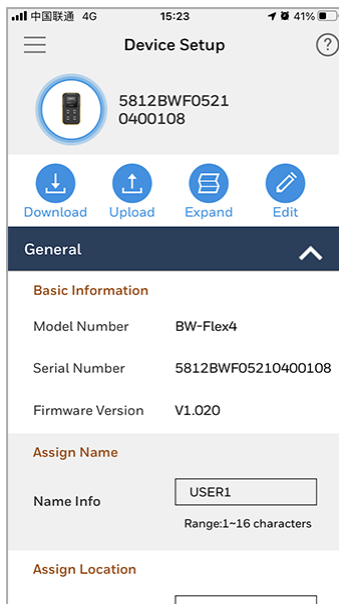 中国联通 4G 15:23 41%
Device Setup ?
5812BWF0521
0400108
Download Upload Expand Edit
General
Basic Information
Model Number BW-Flex4
Serial Number 5812BWF05210400108
Firmware Version V1.020
Assign Name
Name Info USER1
Range:1~16 characters
Assign Location